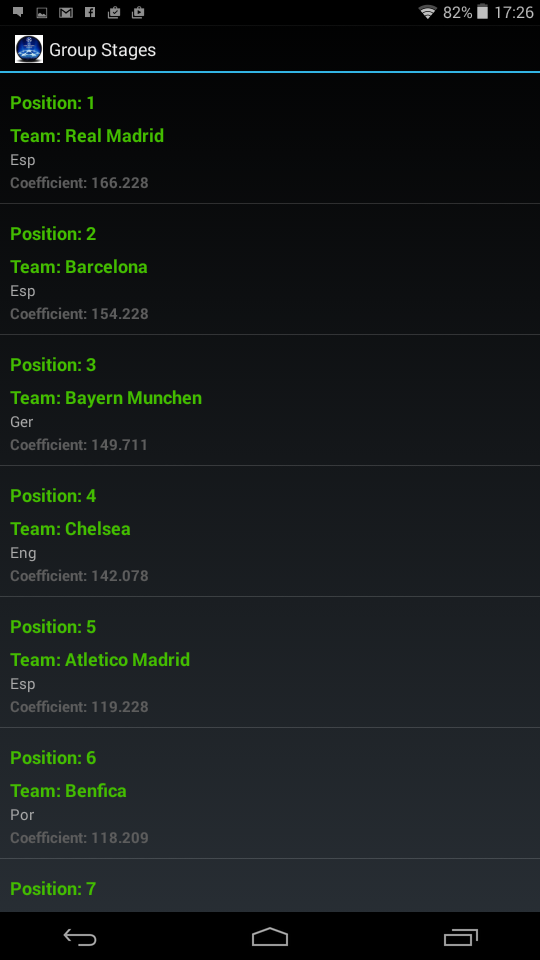 82% 17:26
Group Stages
Position: 1
Team: Real Madrid
Esp
Coefficient: 166.228
Position: 2
Team: Barcelona
Esp
Coefficient: 154.228
Position: 3
Team: Bayern Munchen
Ger
Coefficient: 149.711
Position: 4
Team: Chelsea
Eng
Coefficient: 142.078
Position: 5
Team: Atletico Madrid
Esp
Coefficient: 119.228
Position: 6
Team: Benfica
Por
Coefficient: 118.209
Position: 7